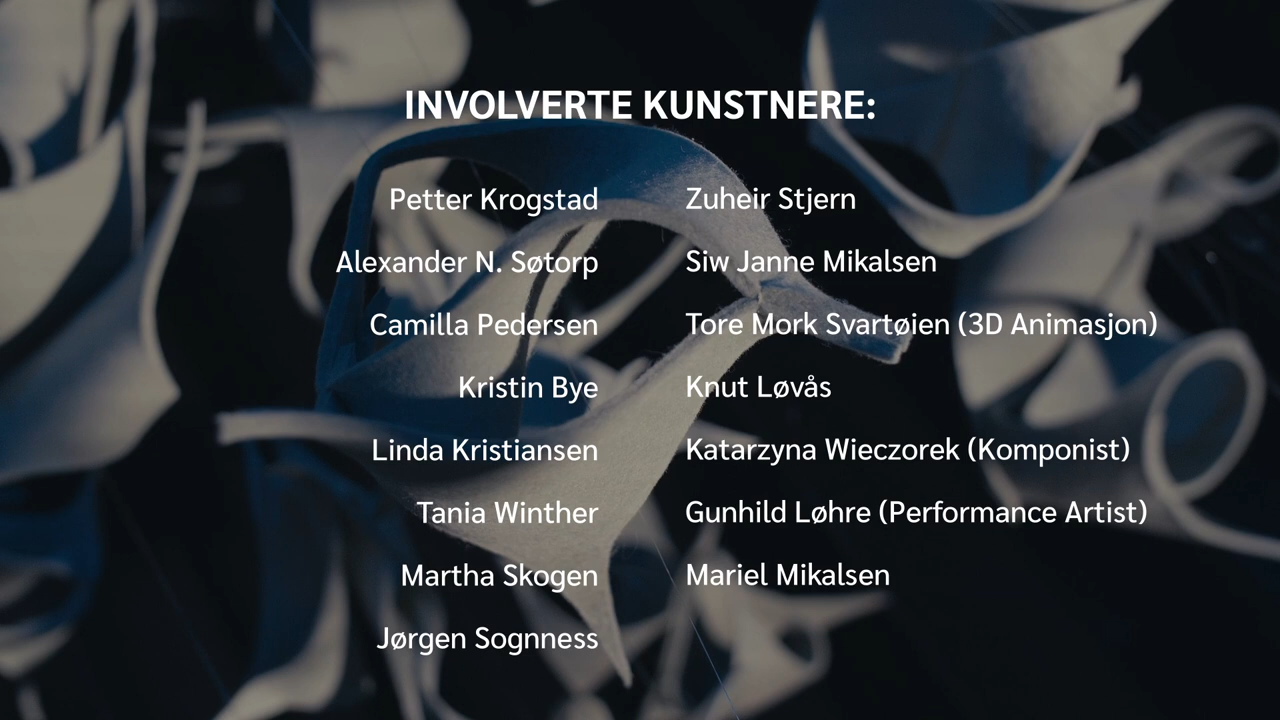 INVOLVERTE KUNSTNERE:
Petter Krogstad
Alexander N. Søtorp
Camilla Pedersen
Kristin Bye
Linda Kristiansen
Tania Winther
Martha Skogen
Jørgen Sognness
Zuheir Stjern
Siw Janne Mikalsen
Tore Mork Svartøien (3D Animasjon)
Knut Løvås
Katarzyna Wieczorek (Komponist)
Gunhild Løhre (Performance Artist)
Mariel Mikalsen